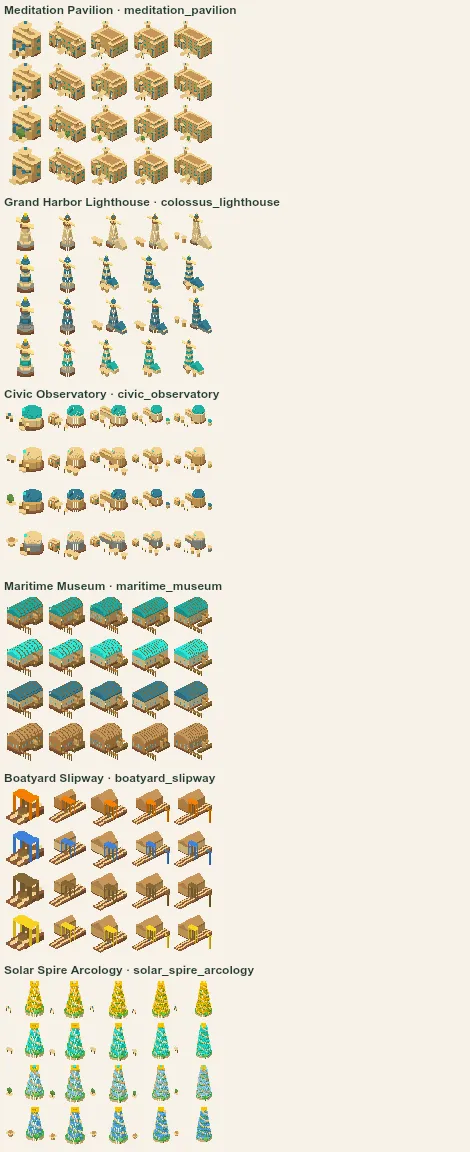 Meditation Pavilion · meditation_pavilion
Grand Harbor Lighthouse · colossus_lighthouse
Civic Observatory · civic_observatory
Maritime Museum · maritime_museum
Boatyard Slipway · boatyard_slipway
Solar Spire Arcology · solar_spire_arcology